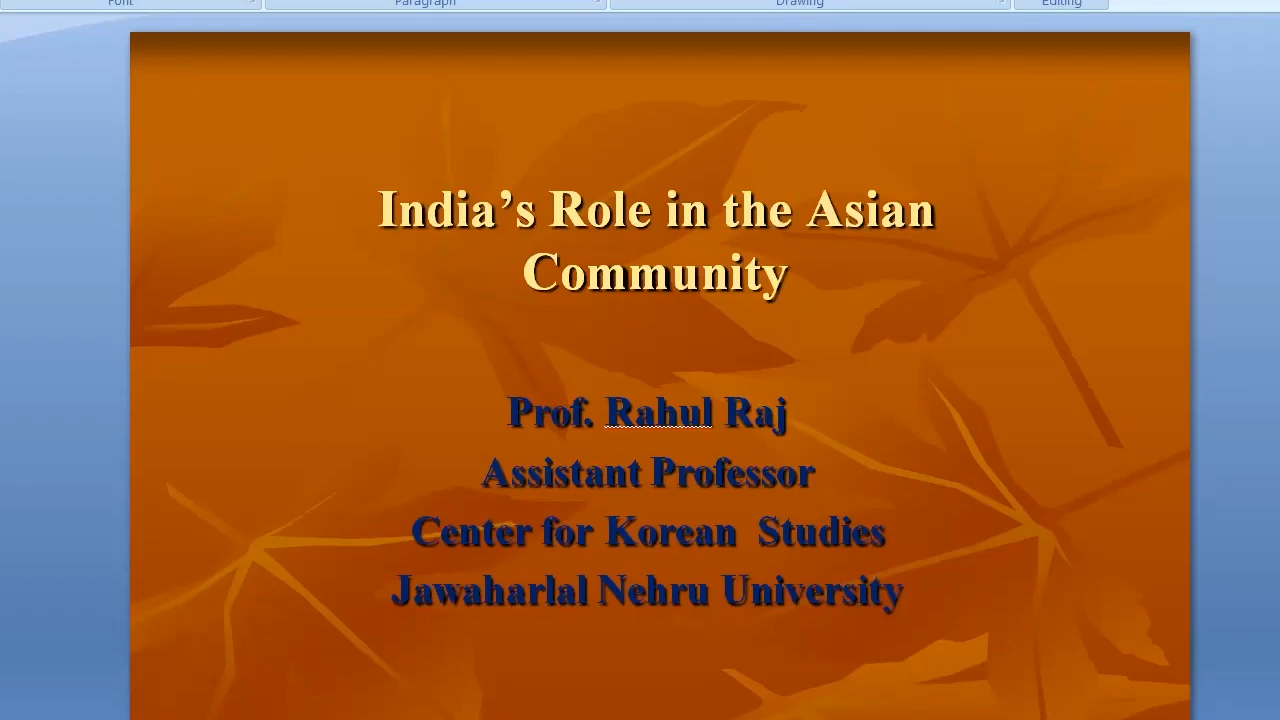 Font Paragraph Drawing Editing
India’s Role in the Asian
Community
Prof. Rahul Raj
Assistant Professor
Center for Korean  Studies
Jawaharlal Nehru University